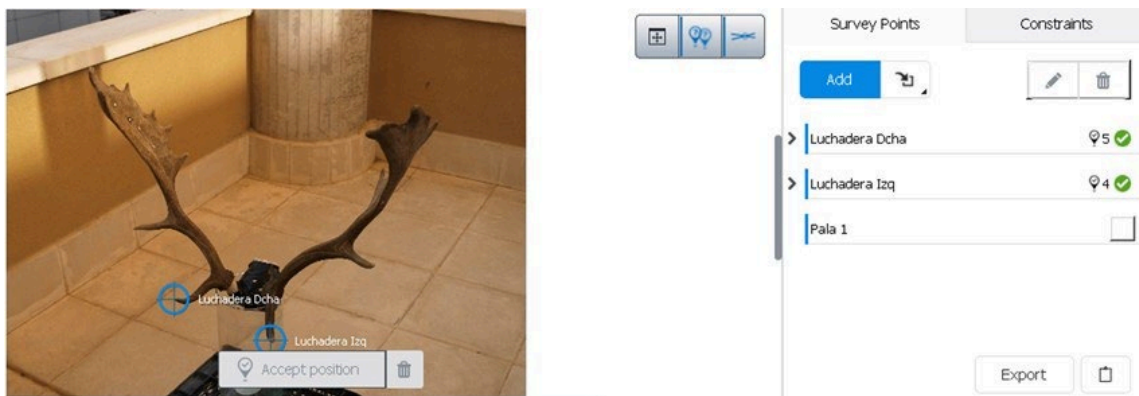 Luchadera Dcha
Luchadera Izq
Accept position
Survey Points
Constraints
Add
Luchadera Dcha
5
Luchadera Izq
4
Pala 1
Export